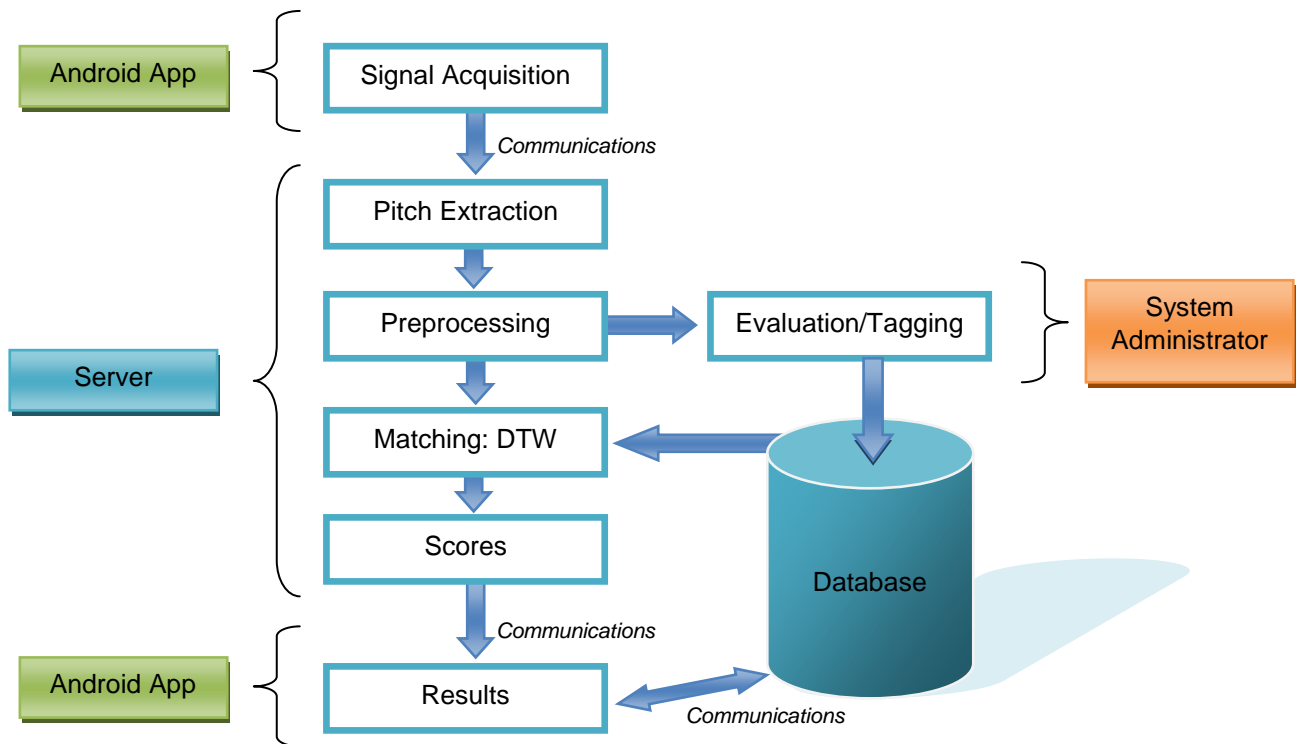 Android App
Signal Acquisition
Communications
Pitch Extraction
Preprocessing
Evaluation/Tagging
System
Administrator
Server
Matching: DTW
Scores
Database
Communications
Android App
Results
Communications